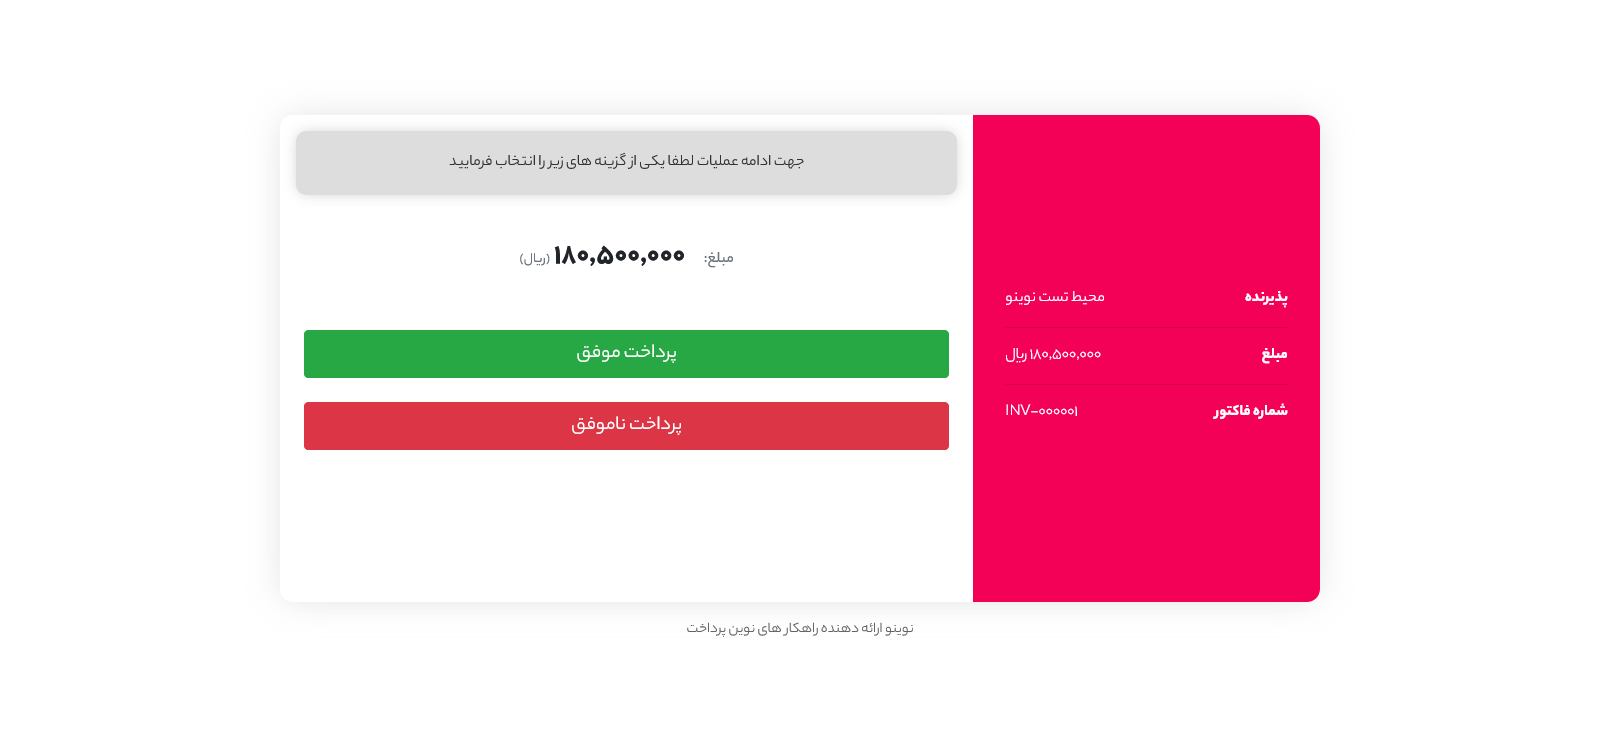 جهت ادامه عملیات لطفا یکی از گزینه های زیر را انتخاب فرمایید
مبلغ: ۱۸۰,۵۰۰,۰۰۰ (ریال)
پرداخت موفق
پرداخت ناموفق
پذیرنده محیط تست نوینو
مبلغ ۱۸۰,۵۰۰,۰۰۰ ریال
شماره فاکتور INV-۰۰۰۰۰۱
نوینو ارائه دهنده راهکار های نوین پرداخت